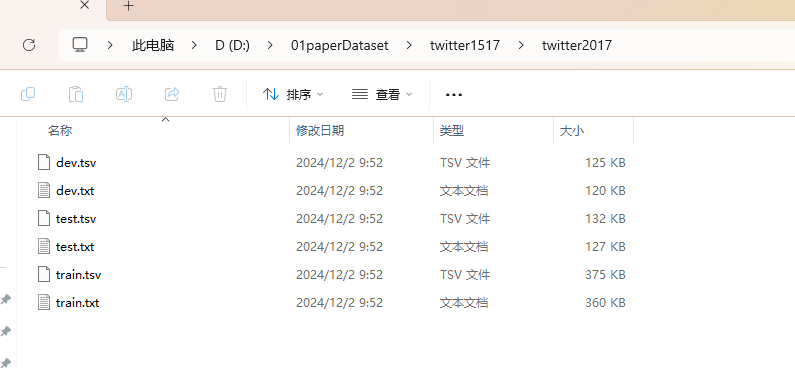 此电脑 D (D:) 01paperDataset twitter1517 twitter2017
排序 查看
名称 修改日期 类型 大小
dev.tsv 2024/12/2 9:52 TSV 文件 125 KB
dev.txt 2024/12/2 9:52 文本文档 120 KB
test.tsv 2024/12/2 9:52 TSV 文件 132 KB
test.txt 2024/12/2 9:52 文本文档 127 KB
train.tsv 2024/12/2 9:52 TSV 文件 375 KB
train.txt 2024/12/2 9:52 文本文档 360 KB